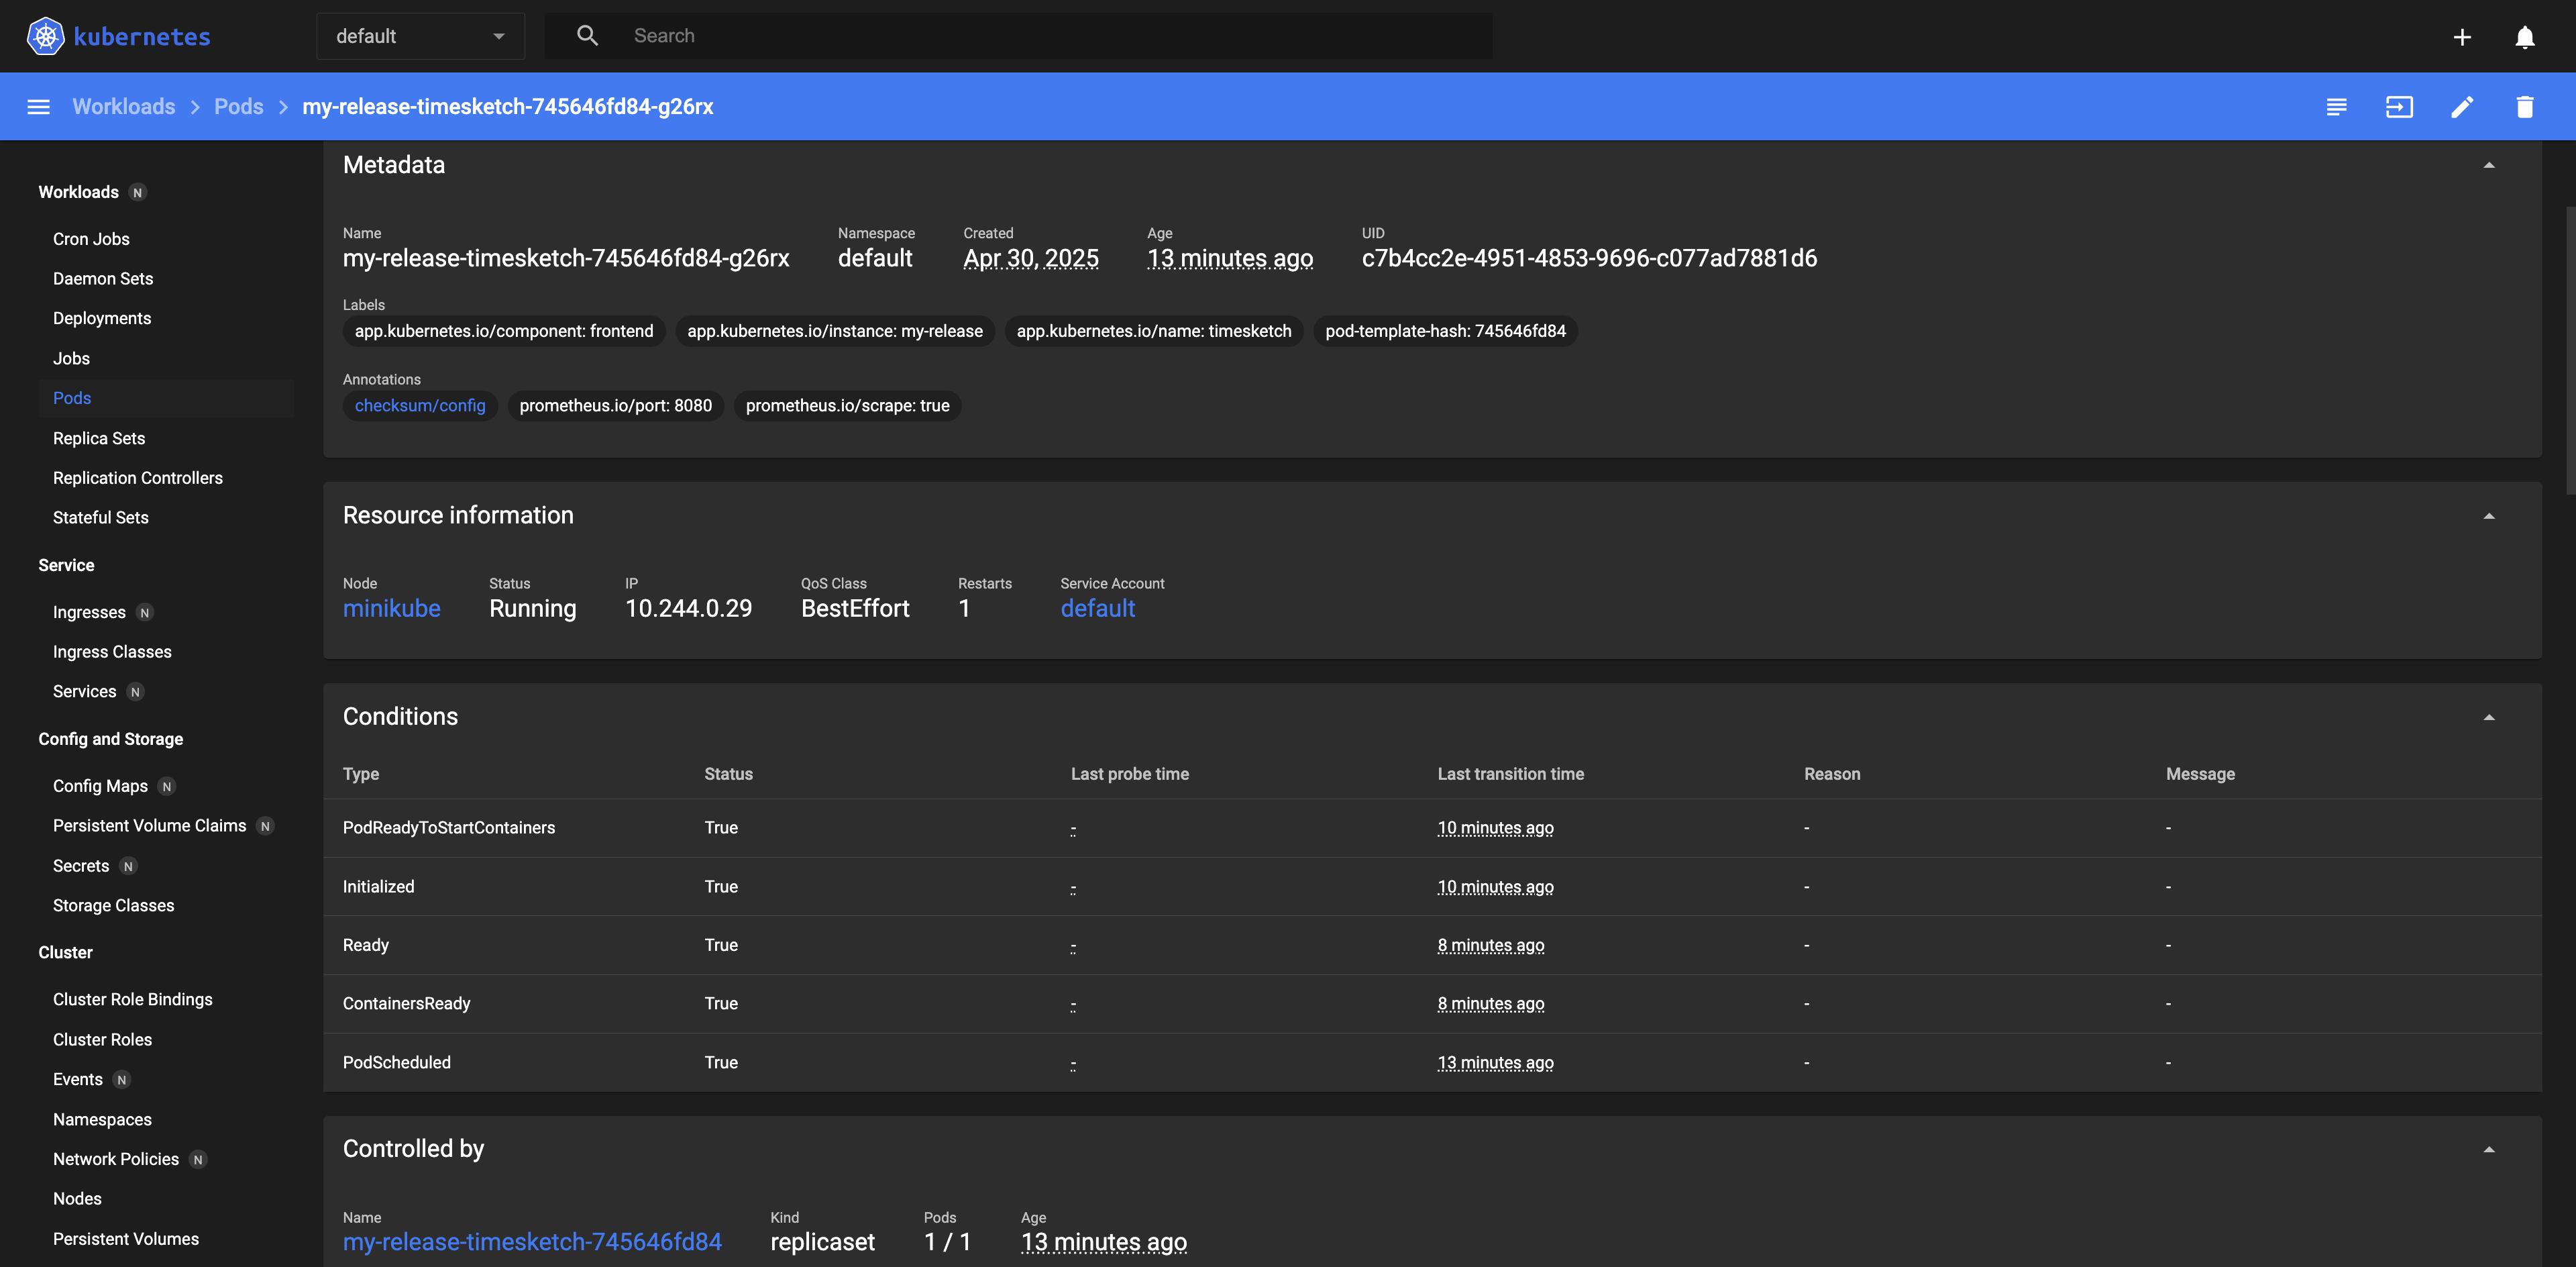 kubernetes
default
Search
Workloads > Pods > my-release-timesketch-745646fd84-g26rx
Workloads N
Cron Jobs
Daemon Sets
Deployments
Jobs
Pods
Replica Sets
Replication Controllers
Stateful Sets
Service
Ingresses N
Ingress Classes
Services N
Config and Storage
Config Maps N
Persistent Volume Claims N
Secrets N
Storage Classes
Cluster
Cluster Role Bindings
Cluster Roles
Events N
Namespaces
Network Policies N
Nodes
Persistent Volumes
Metadata
Name Namespace Created Age UID
my-release-timesketch-745646fd84-g26rx default Apr 30, 2025 13 minutes ago c7b4cc2e-4951-4853-9696-c077ad7881d6
Labels
app.kubernetes.io/component: frontend app.kubernetes.io/instance: my-release app.kubernetes.io/name: timesketch pod-template-hash: 745646fd84
Annotations
checksum/config prometheus.io/port: 8080 prometheus.io/scrape: true
Resource information
Node Status IP QoS Class Restarts Service Account
minikube Running 10.244.0.29 BestEffort 1 default
Conditions
Type Status Last probe time Last transition time Reason Message
PodReadyToStartContainers True - 10 minutes ago - -
Initialized True - 10 minutes ago - -
Ready True - 8 minutes ago - -
ContainersReady True - 8 minutes ago - -
PodScheduled True - 13 minutes ago - -
Controlled by
Name Kind Pods Age
my-release-timesketch-745646fd84 replicaset 1 / 1 13 minutes ago